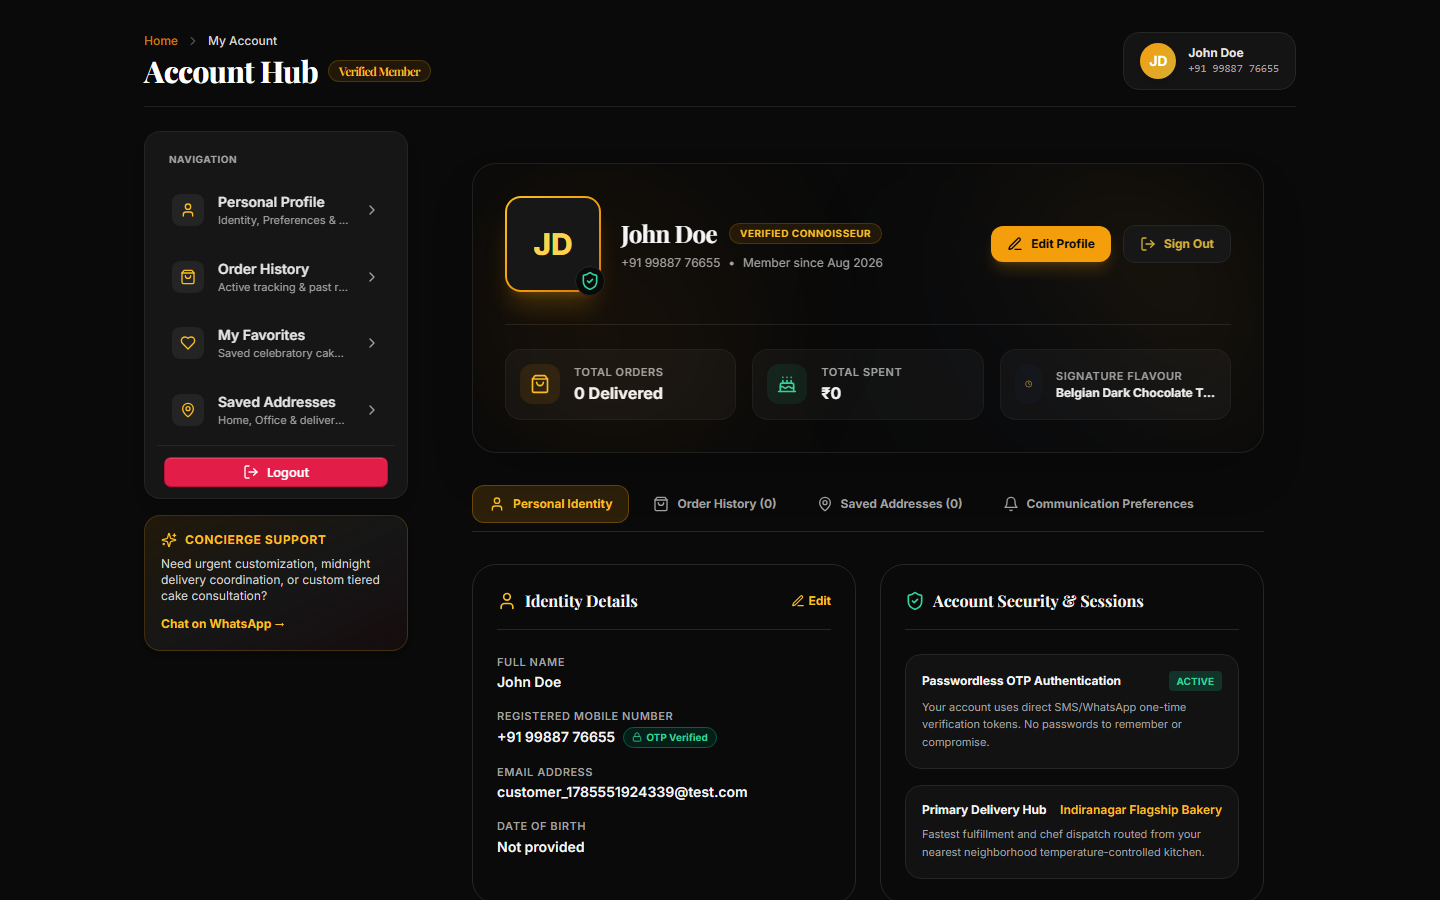 Home > My Account
Account Hub Verified Member
JD John Doe
+91 99887 76655
NAVIGATION
Personal Profile
Identity, Preferences & ...
Order History
Active tracking & past r...
My Favorites
Saved celebratory cak...
Saved Addresses
Home, Office & deliver...
Logout
CONCIERGE SUPPORT
Need urgent customization, midnight
delivery coordination, or custom tiered
cake consultation?
Chat on WhatsApp →
JD
John Doe VERIFIED CONNOISSEUR
+91 99887 76655 • Member since Aug 2026
Edit Profile
Sign Out
TOTAL ORDERS
0 Delivered
TOTAL SPENT
₹0
SIGNATURE FLAVOUR
Belgian Dark Chocolate T...
Personal Identity
Order History (0)
Saved Addresses (0)
Communication Preferences
Identity Details
Edit
FULL NAME
John Doe
REGISTERED MOBILE NUMBER
+91 99887 76655 OTP Verified
EMAIL ADDRESS
customer_1785551924339@test.com
DATE OF BIRTH
Not provided
Account Security & Sessions
Passwordless OTP Authentication ACTIVE
Your account uses direct SMS/WhatsApp one-time
verification tokens. No passwords to remember or
compromise.
Primary Delivery Hub Indiranagar Flagship Bakery
Fastest fulfillment and chef dispatch routed from your
nearest neighborhood temperature-controlled kitchen.